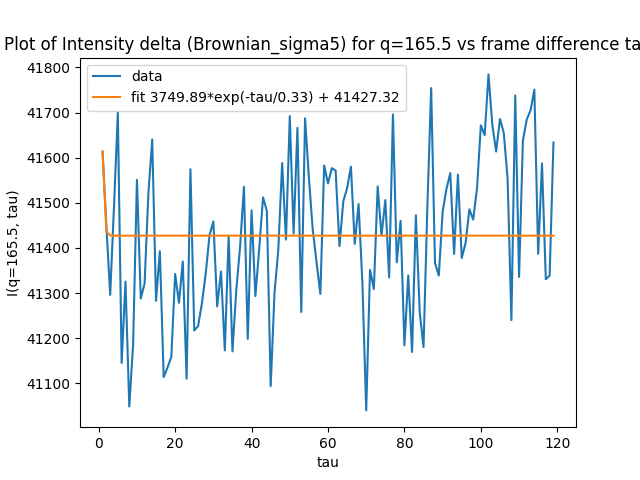 Plot of Intensity delta (Brownian_sigma5) for q=165.5 vs frame difference ta
data
fit 3749.89*exp(-tau/0.33) + 41427.32
41800
41700
41600
41500
41400
41300
41200
41100
I(q=165.5, tau)
0 20 40 60 80 100 120
tau